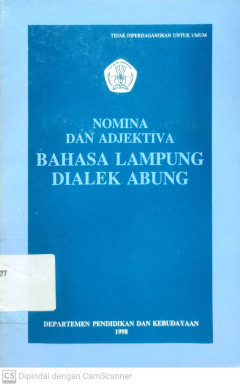 TIDAK DIPERDAGANGKAN UNTUK UMUM
NOMINA
DAN ADJEKTIVA
BAHASA LAMPUNG
DIALEK ABUNG
DEPARTEMEN PENDIDIKAN DAN KEBUDAYAAN
1998
CS Dipindai dengan CamScanner